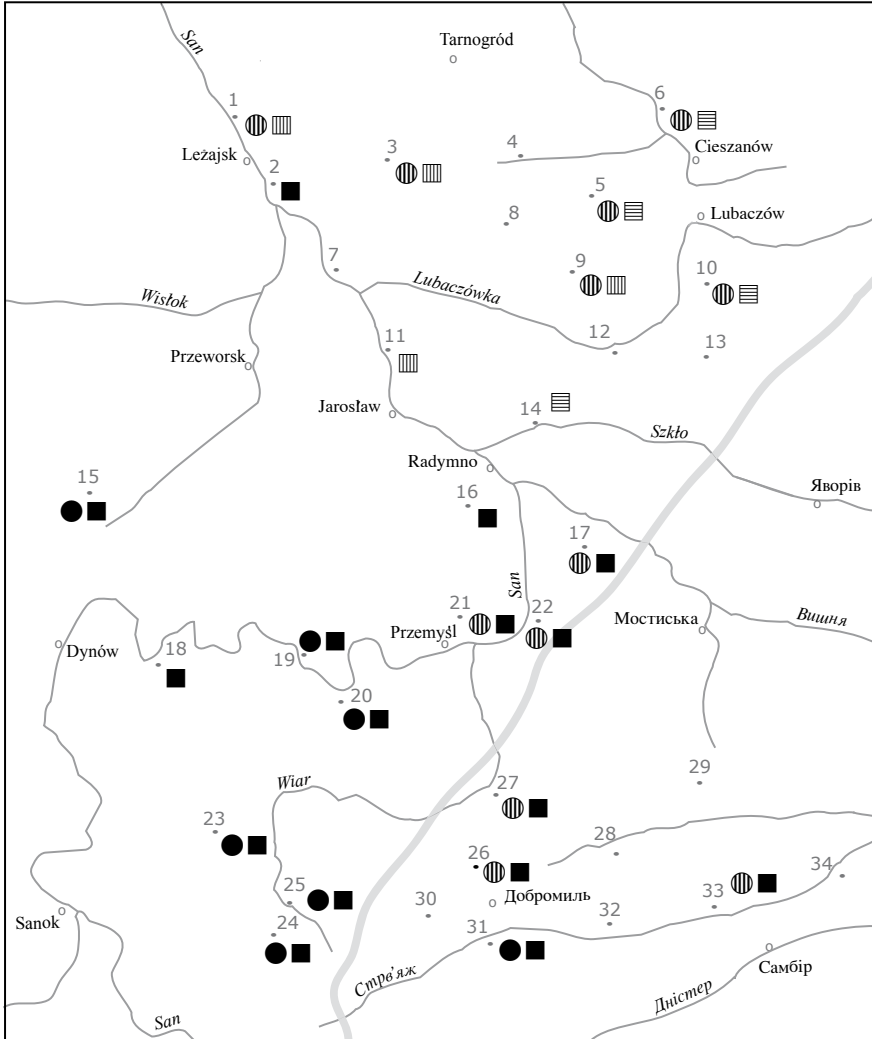 San
Tarnogród
1
6
Leżajsk
3
4
Cieszanów
2
5
8
Lubaczów
7
9
10
Lubaczówka
Wisłok
11
12
13
Przeworsk
Jarosław
14
Szkło
Radymno
15
16
Яворів
17
San
21
22
Przemyśl
Мостиська
Вишня
Dynów
18
19
20
Wiar
27
29
23
28
26
34
25
30
Добромиль
33
Sanok
24
31
32
Стрв'яж
Самбір
Дністер
San